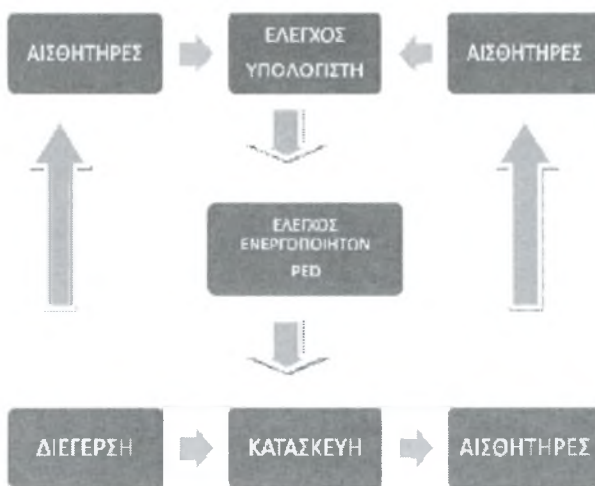 ΑΙΣΘΗΤΗΡΕΣ
ΕΛΕΓΧΟΣ
ΥΠΟΛΟΓΙΣΤΗ
ΑΙΣΘΗΤΗΡΕΣ
ΕΛΕΓΧΟΣ
ΕΝΕΡΓΟΠΟΙΗΤΩΝ
PED
ΔΙΕΓΕΡΣΗ
ΚΑΤΑΣΚΕΥΗ
ΑΙΣΘΗΤΗΡΕΣ